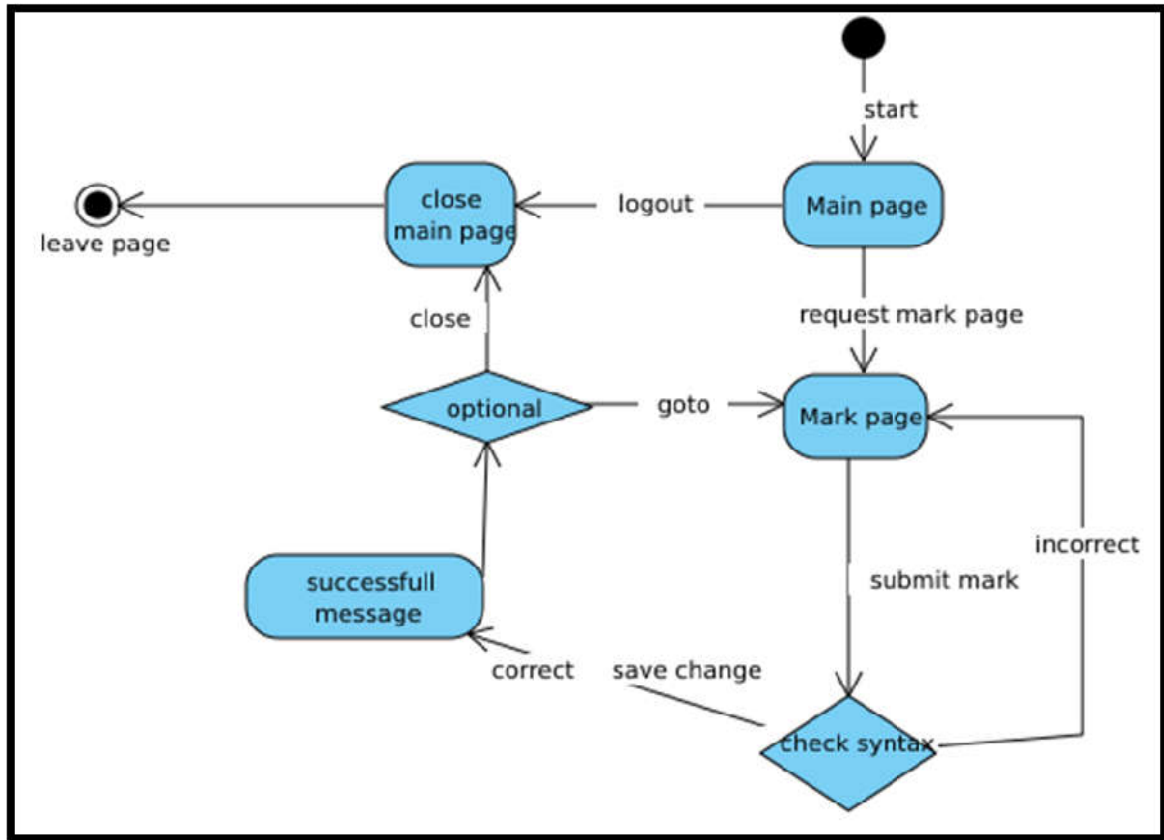 start
close
main page
logout
Main page
leave page
close
request mark page
optional
goto
Mark page
incorrect
successfull
message
submit mark
correct
save change
check syntax